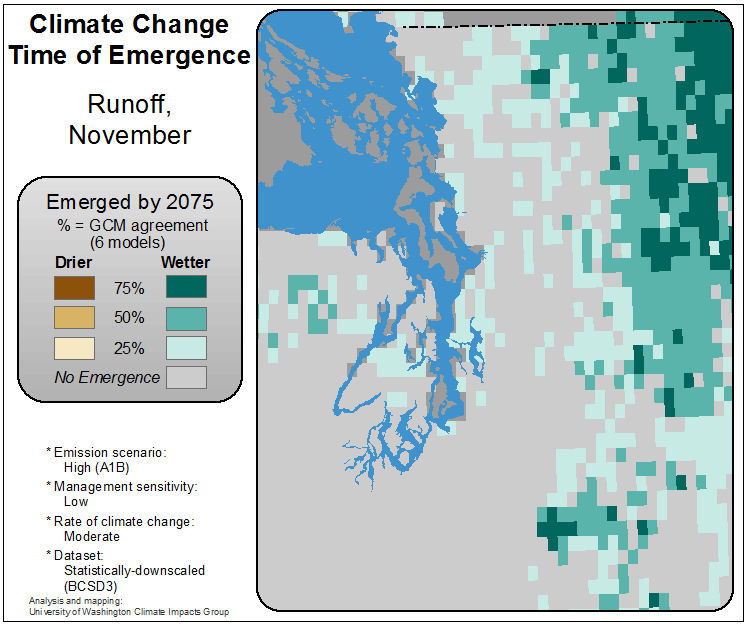 Climate Change
Time of Emergence
Runoff,
November
Emerged by 2075
% = GCM agreement
(6 models)
Drier Wetter
75%
50%
25%
No Emergence
* Emission scenario:
High (A1B)
* Management sensitivity:
Low
* Rate of climate change:
Moderate
* Dataset:
Statistically-downscaled
(BCSD3)
Analysis and mapping:
University of Washington Climate Impacts Group